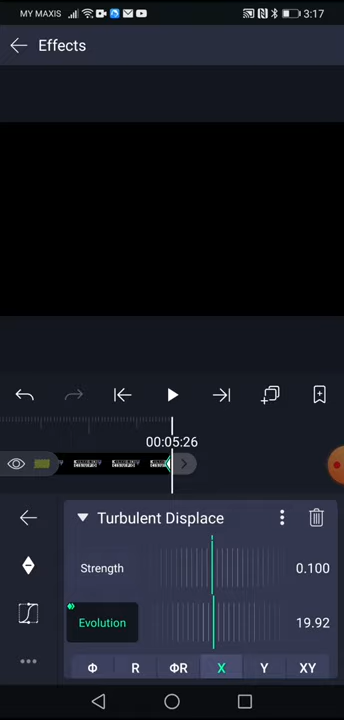 MY MAXIS
3:17
Effects
00:05:26
Turbulent Displace
Strength
0.100
Evolution
19.92
Φ R ΦR X Y XY